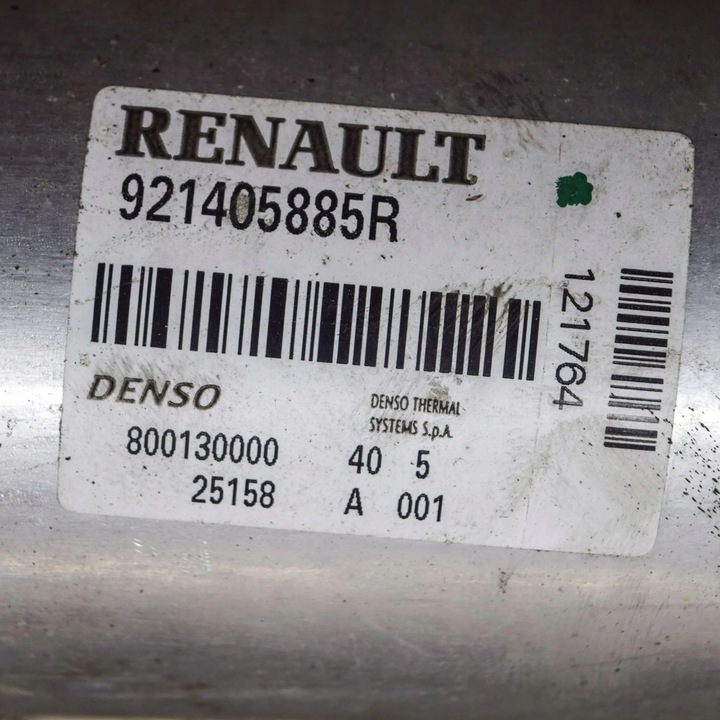 RENAULT
921405885R
DENSO
DENSO THERMAL
SYSTEMS S.p.A.
800130000 40 5
25158 A 001
121764